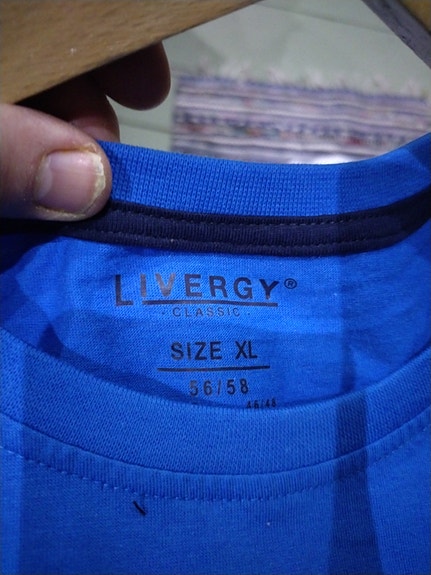 LIVERGY®
- CLASSIC -
SIZE XL
56/58